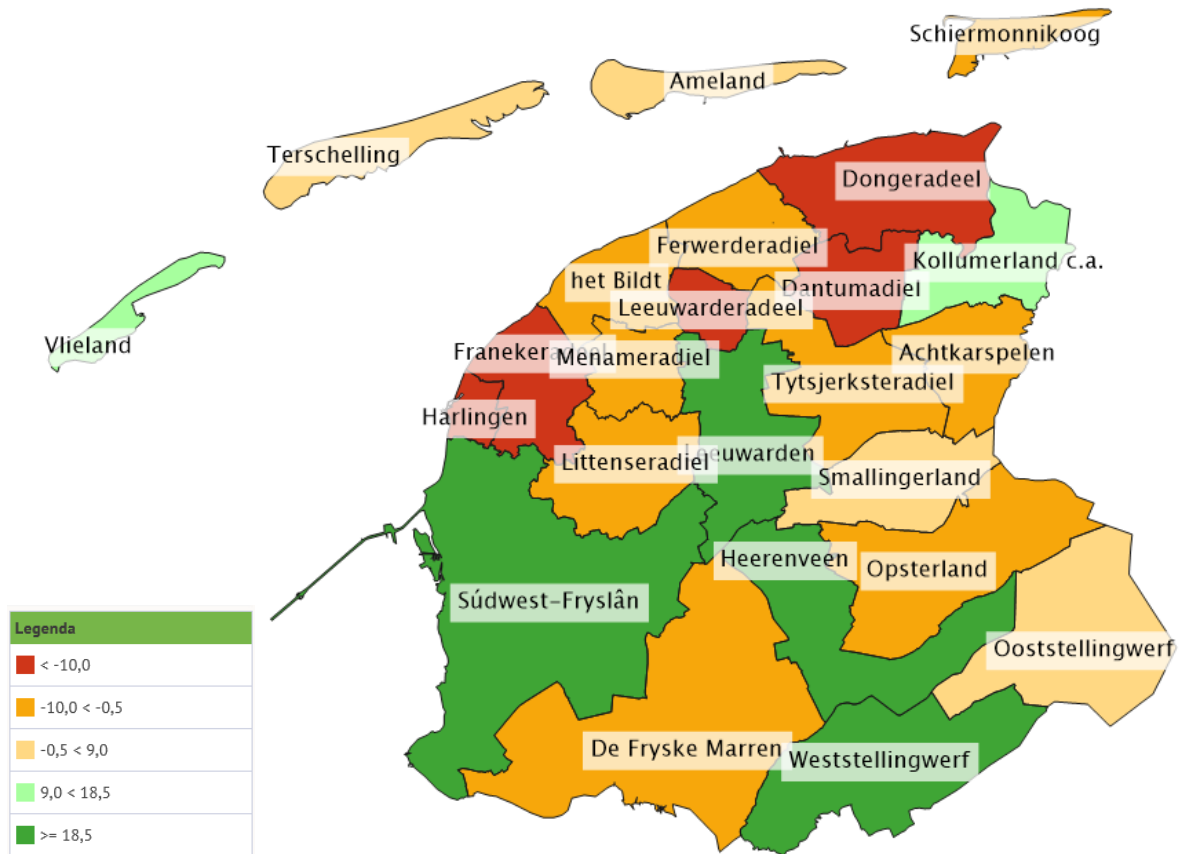 Schiermonnikoog
Ameland
Terschelling
Dongeradeel
Ferwerderadiel
Kollumerland c.a.
het Bildt
Dantumadiel
Leeuwarderadeel
Vlieland
Franekeradeel
Menameradiel
Achtkarspelen
Tytsjerksteradiel
Harlingen
Leeuwarden
Littenseradiel
Smallingerland
Heerenveen
Opsterland
Súdwest-Fryslân
Ooststellingwerf
De Fryske Marren
Weststellingwerf
Legenda
< -10,0
-10,0 < -0,5
-0,5 < 9,0
9,0 < 18,5
>= 18,5